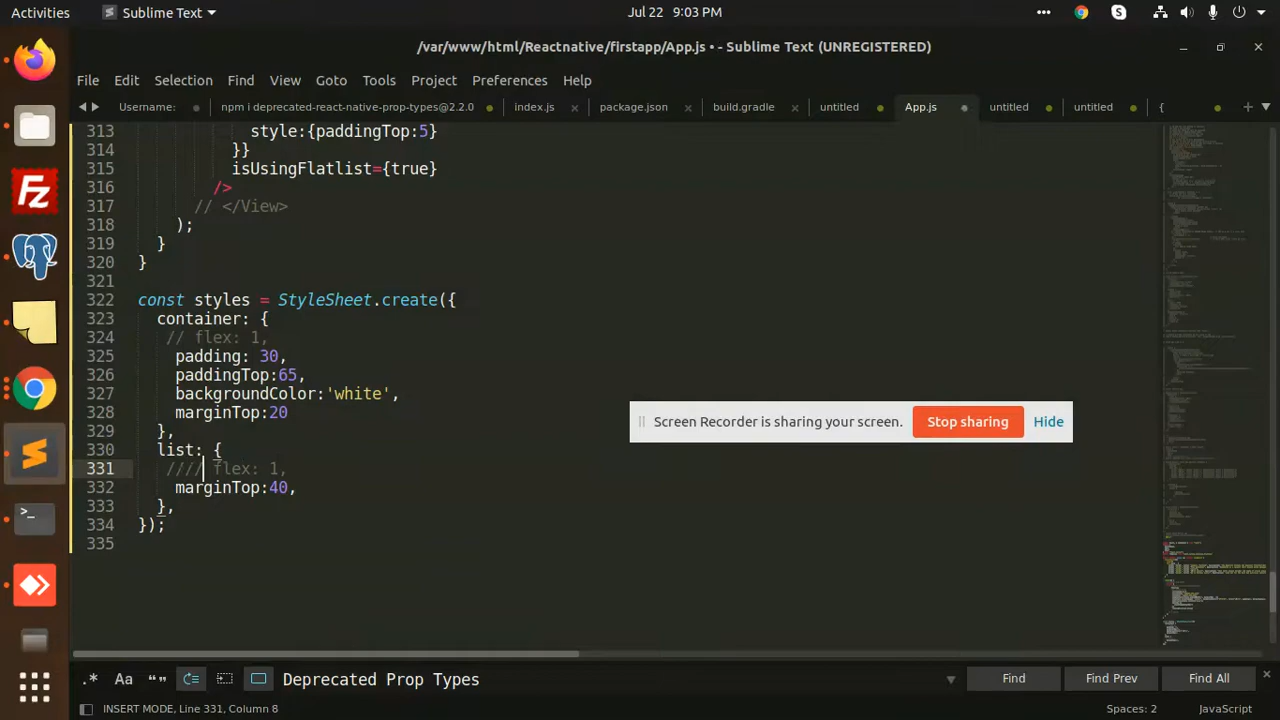 Activities Sublime Text Jul 22 9:03 PM
/var/www/html/Reactnative/firstapp/App.js • - Sublime Text (UNREGISTERED)
File Edit Selection Find View Goto Tools Project Preferences Help
Username: npm i deprecated-react-native-prop-types@2.2.0 index.js package.json build.gradle untitled App.js untitled untitled {
313 style:{paddingTop:5}
314 }}
315 isUsingFlatlist={true}
316 />
317 // </View>
318 );
319 }
320 }
321
322 const styles = StyleSheet.create({
323 container: {
324 // flex: 1,
325 padding: 30,
326 paddingTop:65,
327 backgroundColor:'white',
328 marginTop:20
329 },
330 list: {
331 //// flex: 1,
332 marginTop:40,
333 },
334 });
335
Screen Recorder is sharing your screen. Stop sharing Hide
.* Aa Deprecated Prop Types Find Find Prev Find All
INSERT MODE, Line 331, Column 8 Spaces: 2 JavaScript